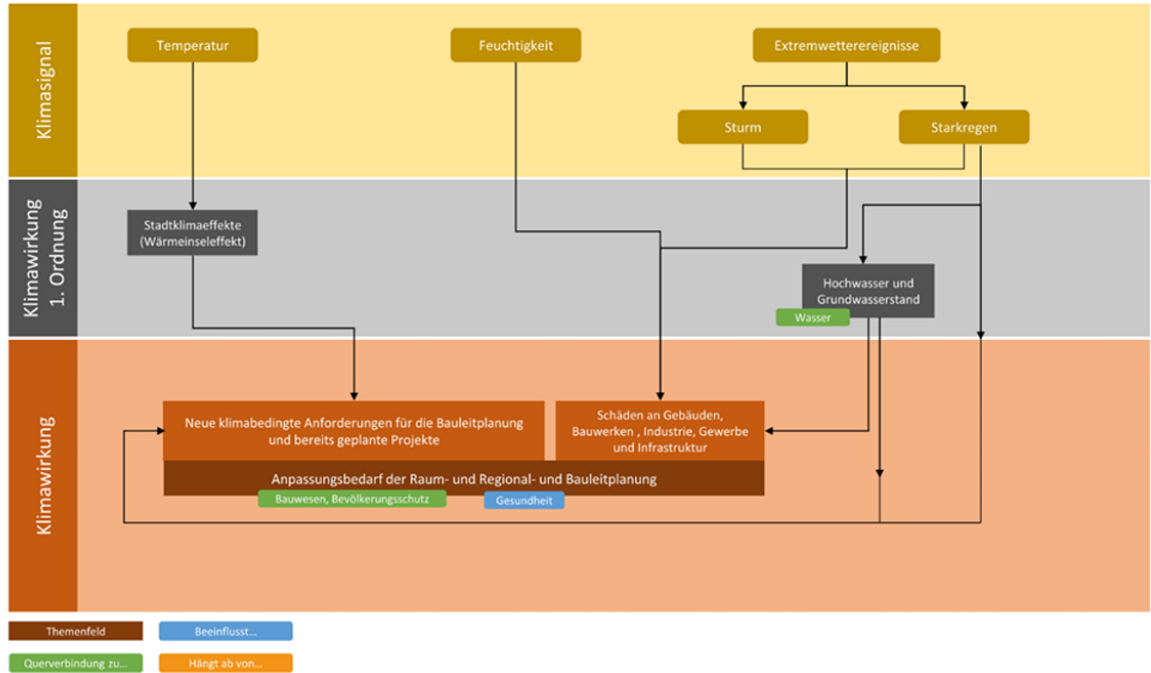 Klimasignal
Temperatur
Feuchtigkeit
Extremwetterereignisse
Sturm
Starkregen
Klimawirkung
1. Ordnung
Stadtklimaeffekte
(Wärmeinseleffekt)
Hochwasser und
Grundwasserstand
Wasser
Klimawirkung
Neue klimabedingte Anforderungen für die Bauleitplanung
und bereits geplante Projekte
Schäden an Gebäuden,
Bauwerken , Industrie, Gewerbe
und Infrastruktur
Anpassungsbedarf der Raum- und Regional- und Bauleitplanung
Bauwesen, Bevölkerungsschutz
Gesundheit
Themenfeld
Beeinflusst...
Querverbindung zu...
Hängt ab von...